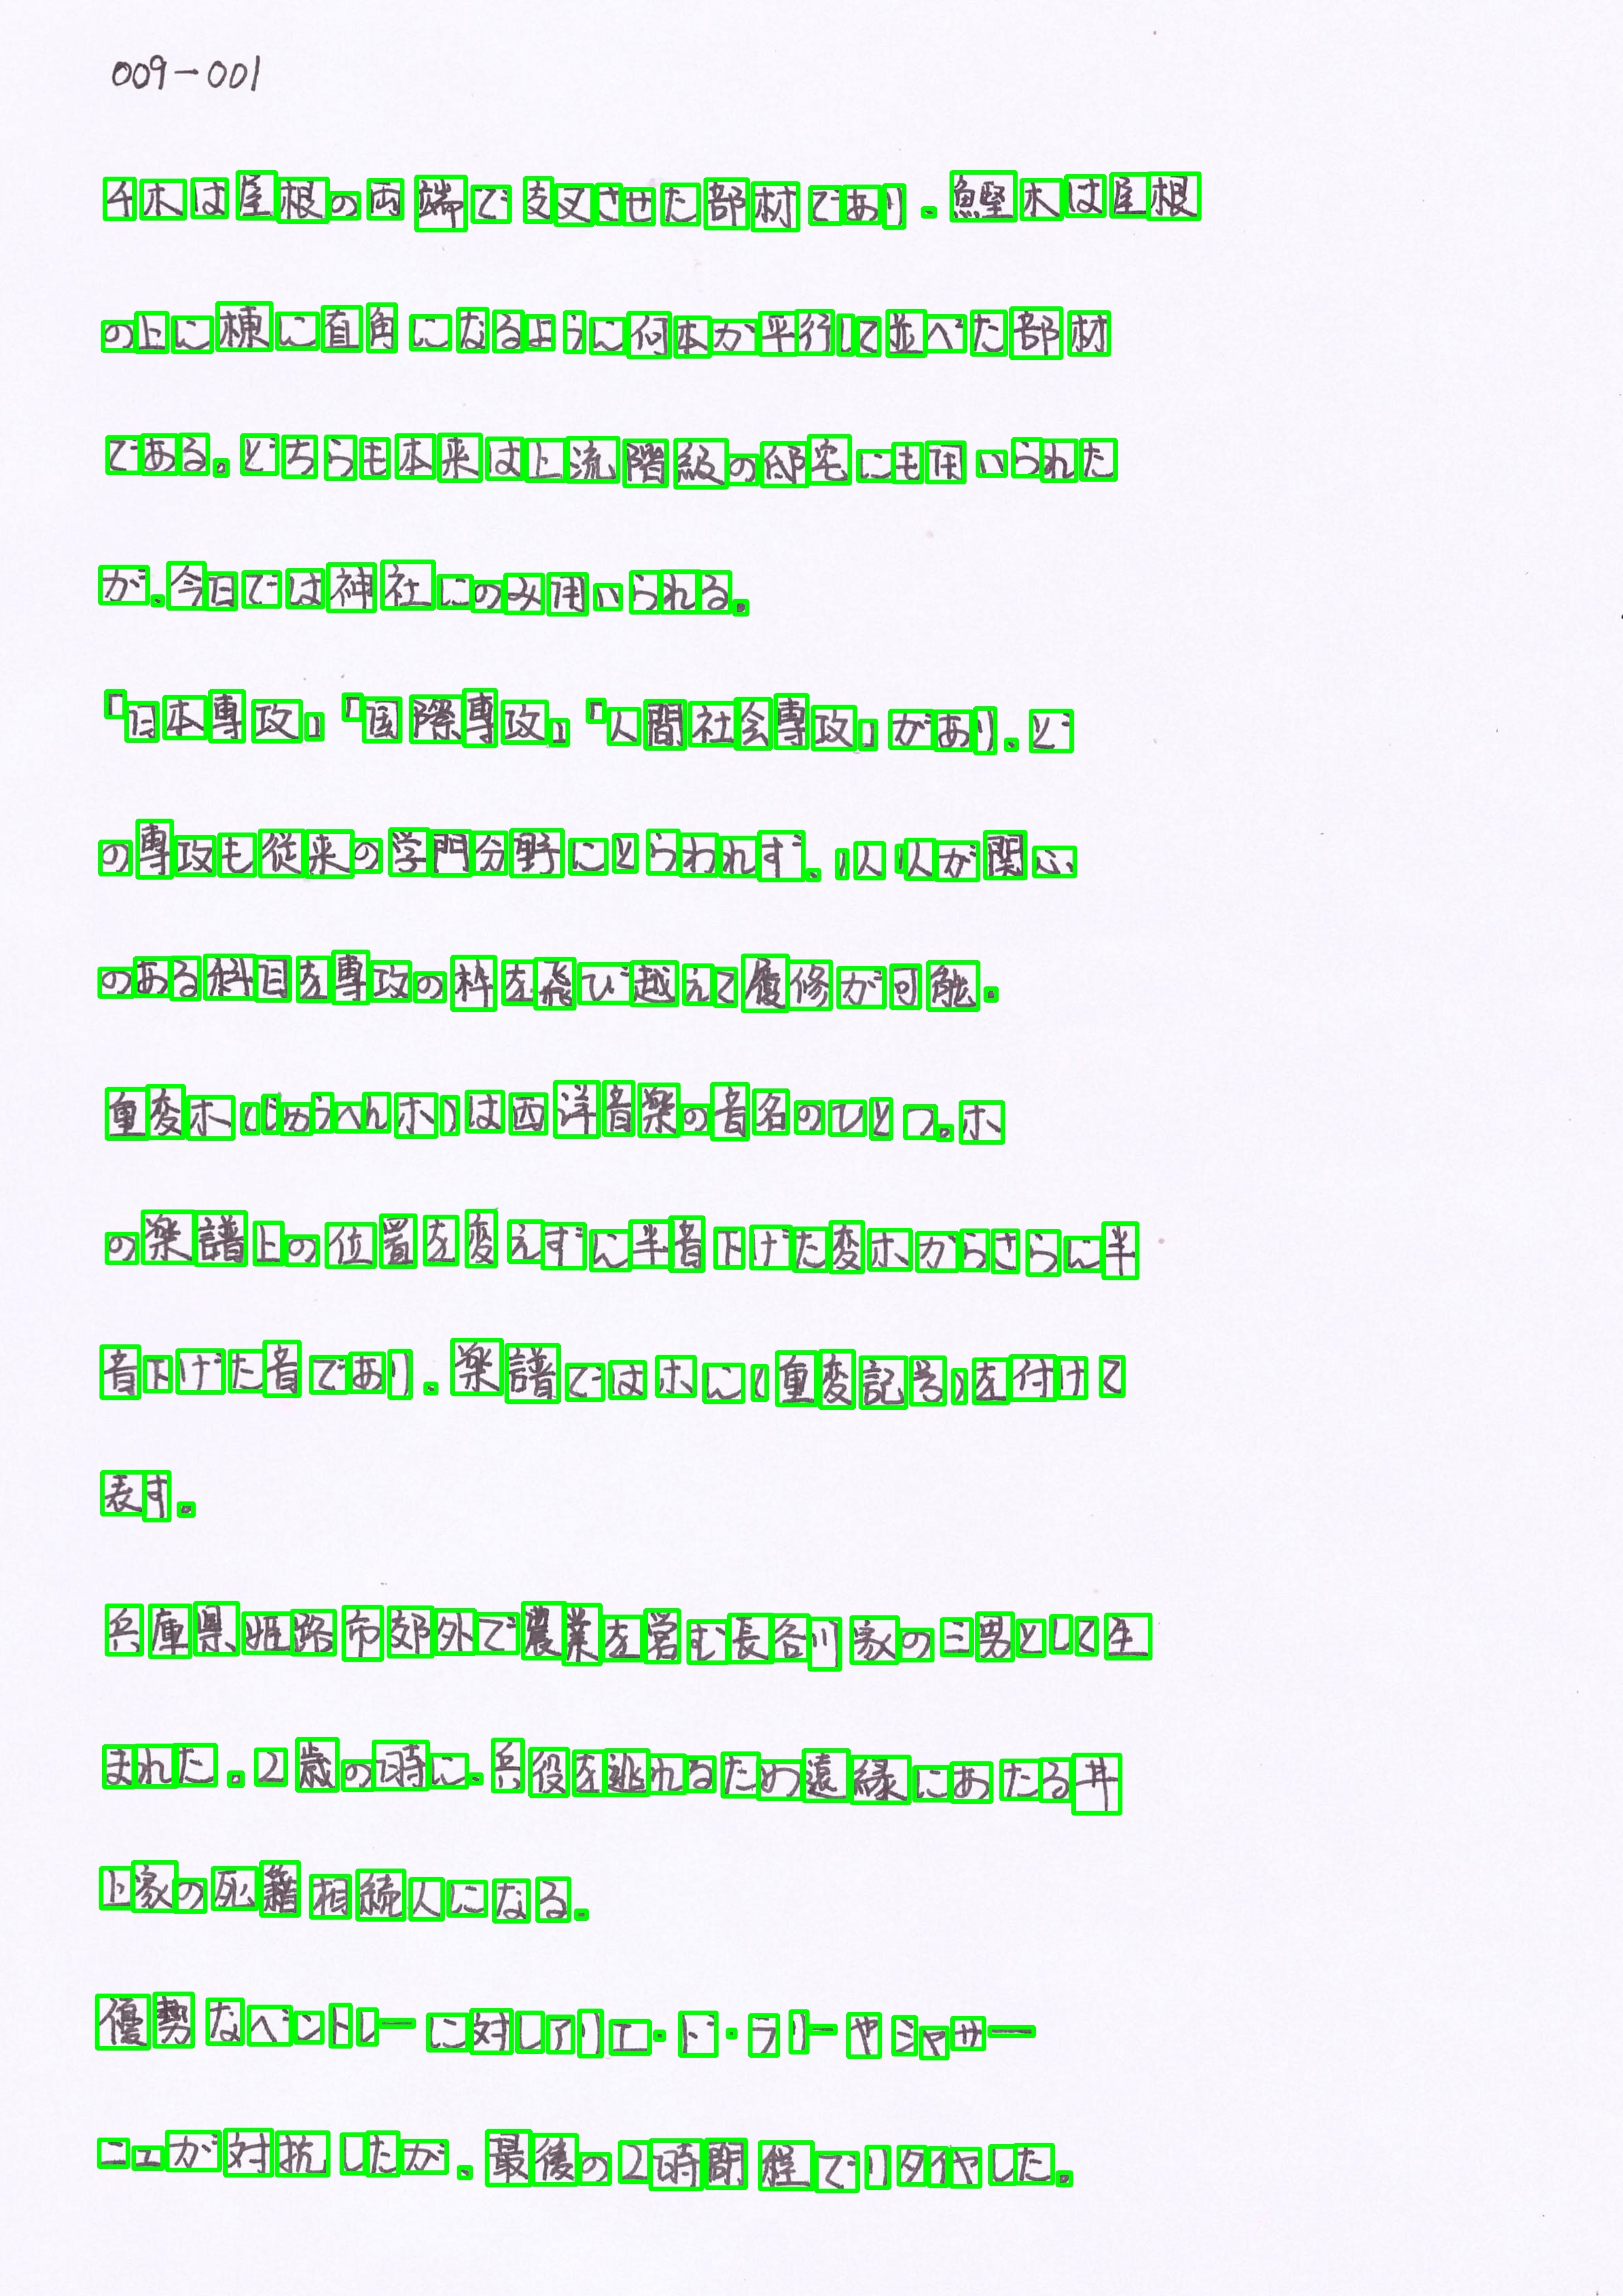 009-001
千木は屋根の両端で支叉させた部材であり。鰹木は屋根
の上に棟に直角になるように何本か平行して並べた部材
である。どちらも本来は上流階級の邸宅にも用いられた
が。今日では神社にのみ用いられる。
「日本専攻」「国際専攻」「人間社会専攻」があり。ど
の専攻も従来の学門分野にとらわれず。1人1人が関心
のある科目を専攻の枠を飛び越えて履修が可能。
重変ホ(じゅうへんホ)は西洋音楽の音名のひとつ。ホ
の楽譜上の位置を変えずに半音下げた変ホからさらに半
音下げた音であり。楽譜ではホに(重変記号)を付けて
表す。
兵庫県姫路市郊外で農業を営む長谷川家の三男として生
まれた。2歳の時に。兵役を逃れるため遠縁にあたる井
上家の死籍相続人になる。
優勢なベントレーに対しアリエ・ド・ラリーヤシャサー
ニュが対抗したが。最後の2時間程でリタイヤした。